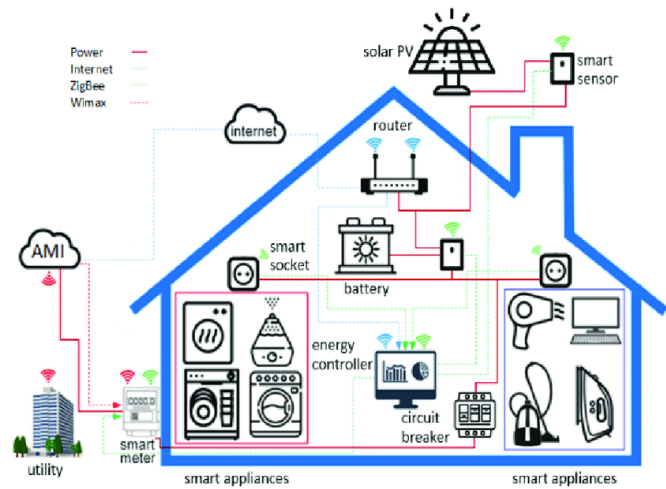 Power
Internet
ZigBee
Wimax
solar PV
smart
sensor
internet
router
AMI
smart
socket
battery
energy
controller
circuit
breaker
smart
meter
utility
smart appliances
smart appliances